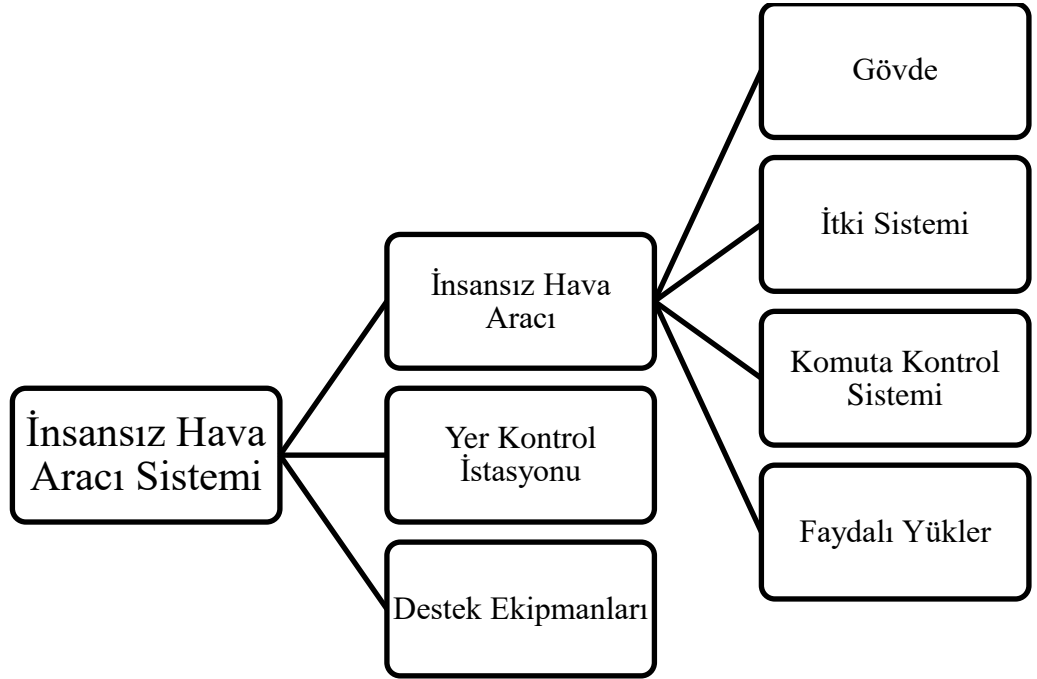 İnsansız Hava
Aracı Sistemi
İnsansız Hava
Aracı
Yer Kontrol
İstasyonu
Destek Ekipmanları
Gövde
İtki Sistemi
Komuta Kontrol
Sistemi
Faydalı Yükler